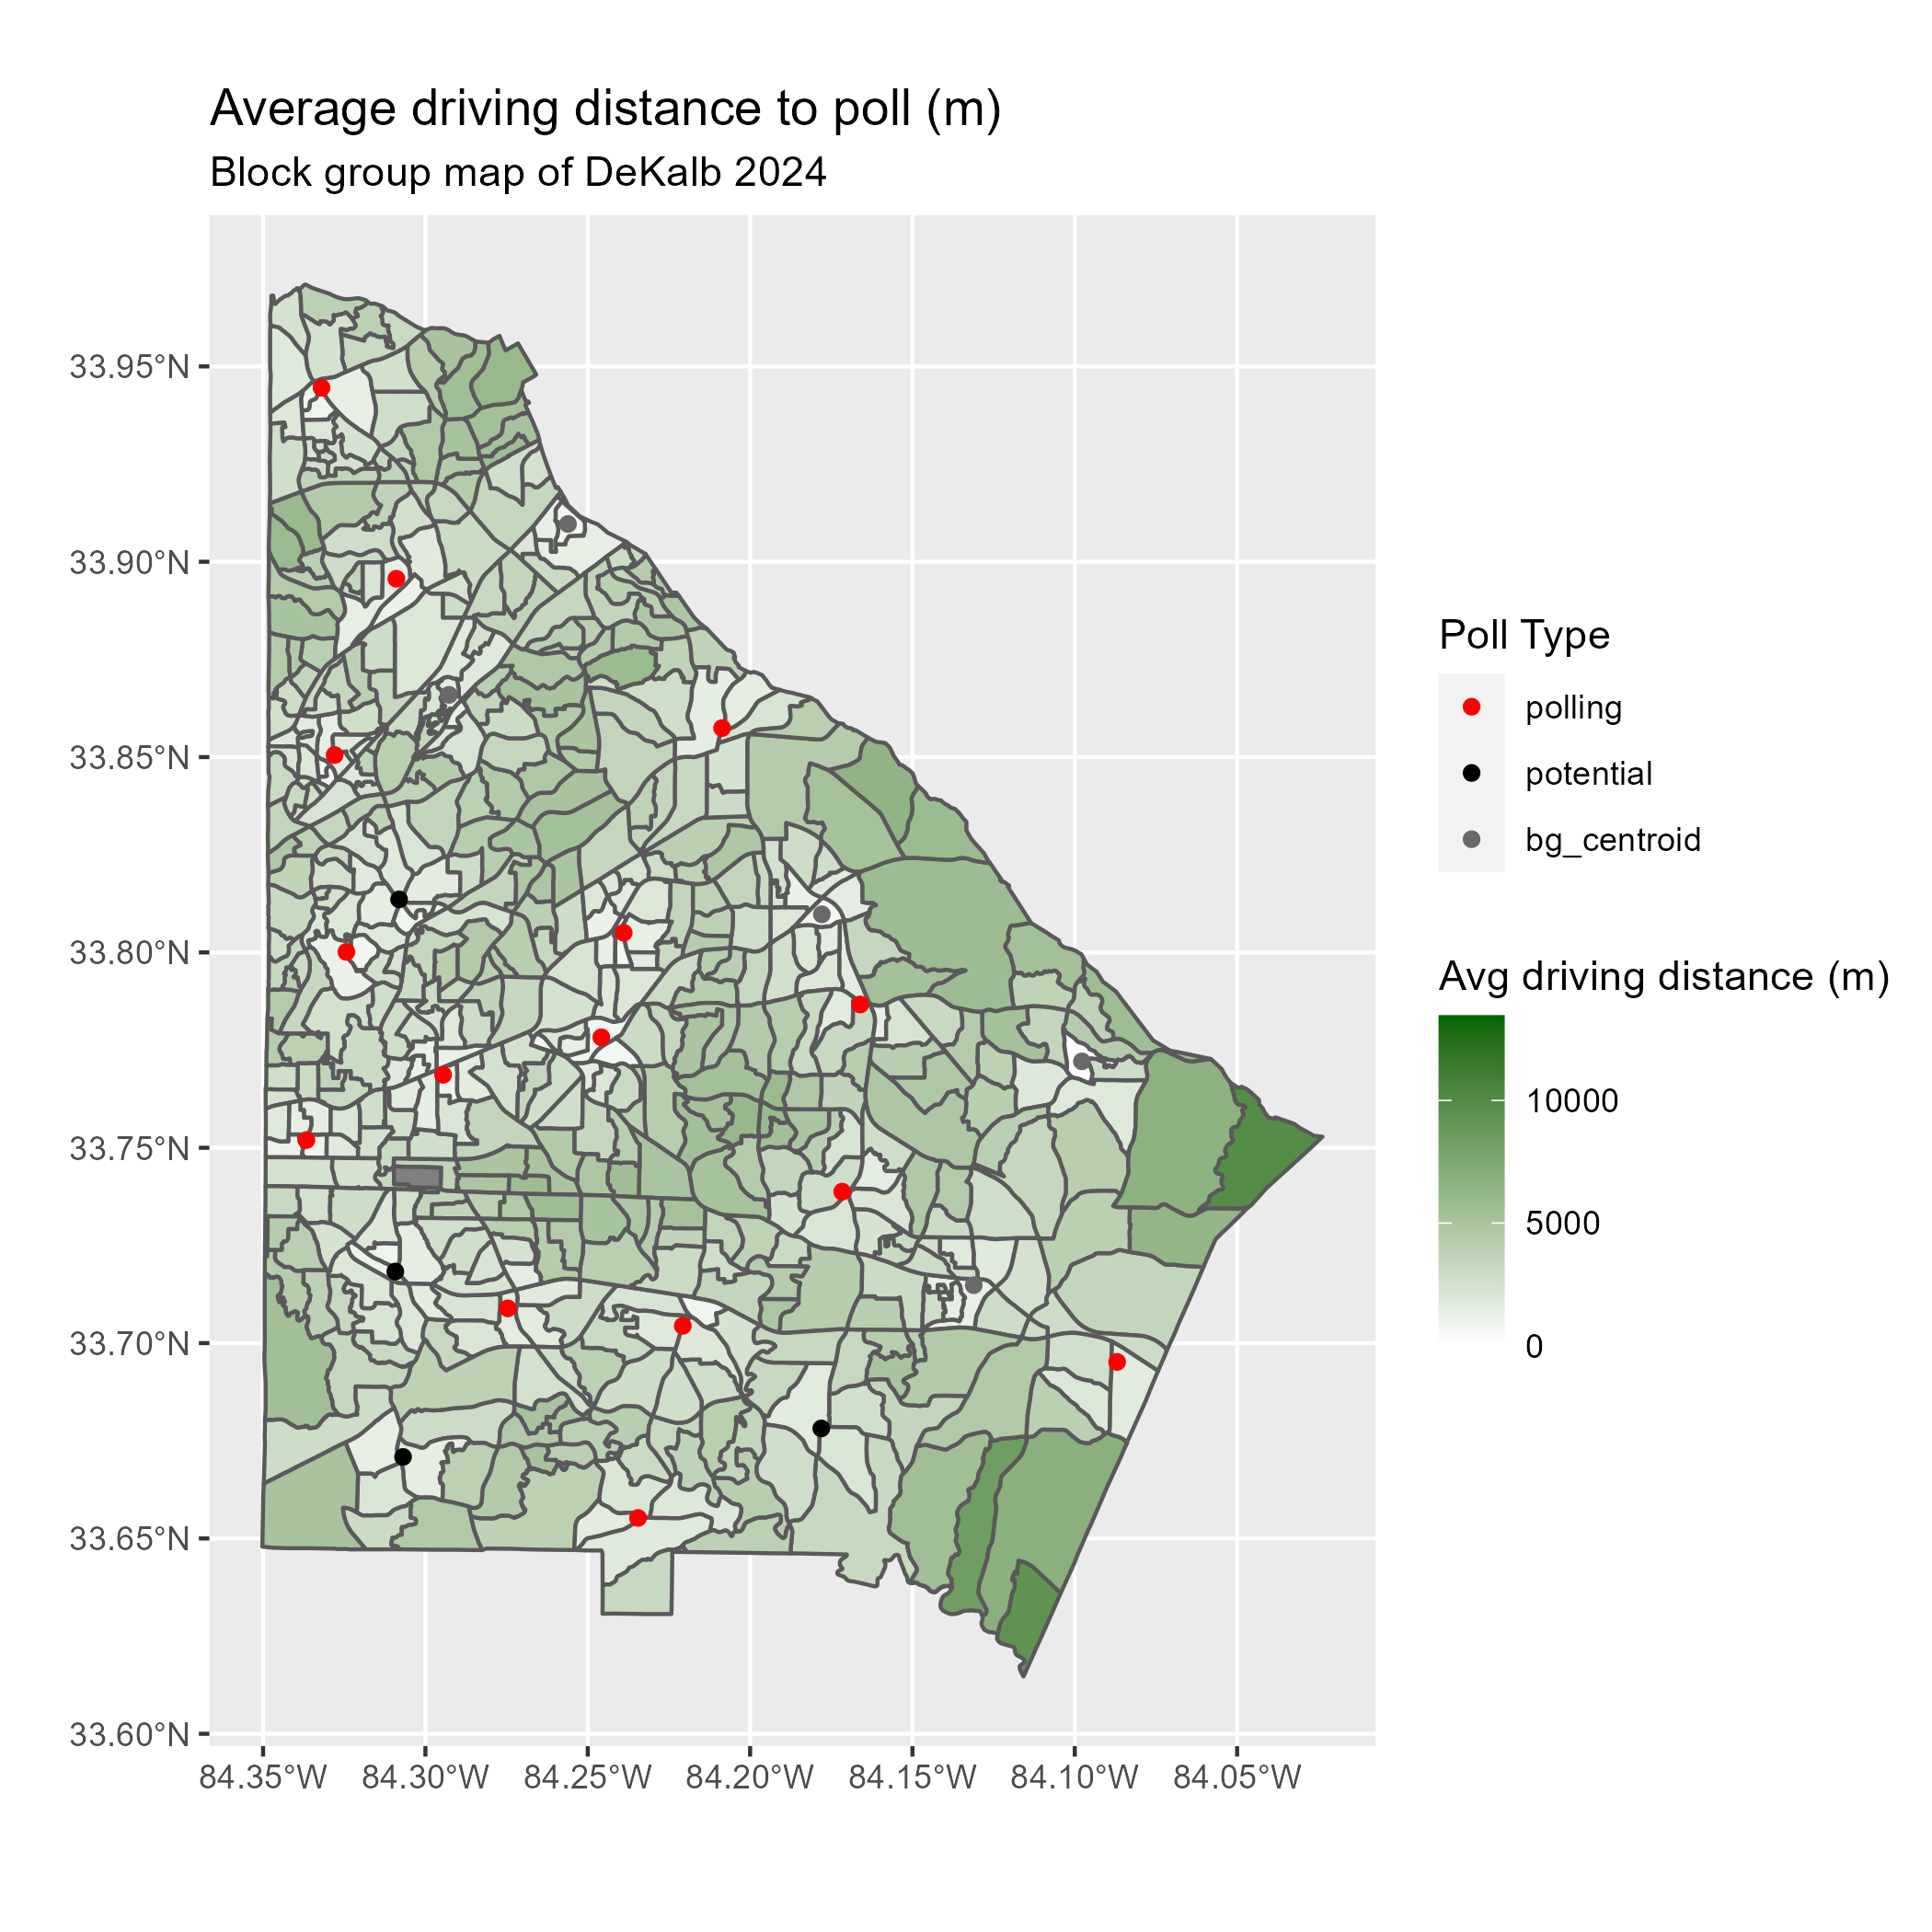 Average driving distance to poll (m)
Block group map of DeKalb 2024
33.95°N
33.90°N
33.85°N
33.80°N
33.75°N
33.70°N
33.65°N
33.60°N
84.35°W 84.30°W 84.25°W 84.20°W 84.15°W 84.10°W 84.05°W
Poll Type
polling
potential
bg_centroid
Avg driving distance (m)
10000
5000
0